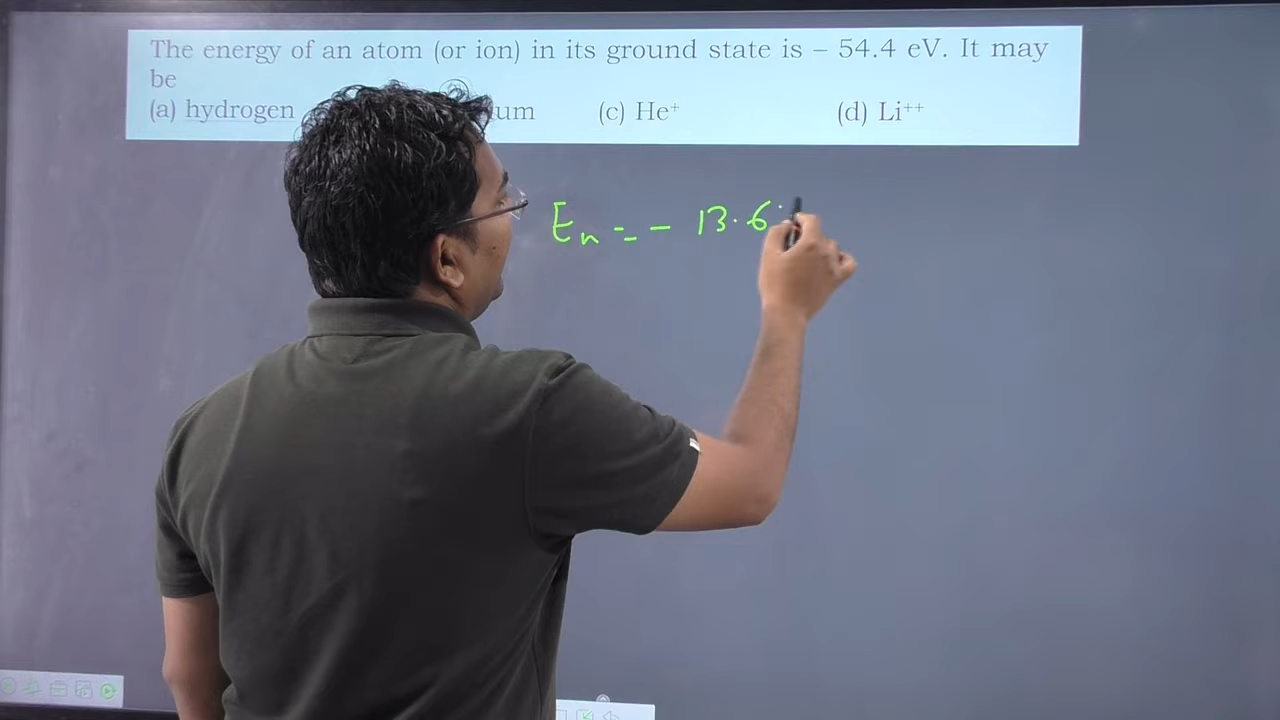 The energy of an atom (or ion) in its ground state is – 54.4 eV. It may
be
(a) hydrogen (c) He⁺ (d) Li⁺⁺
Eₙ = - 13.6